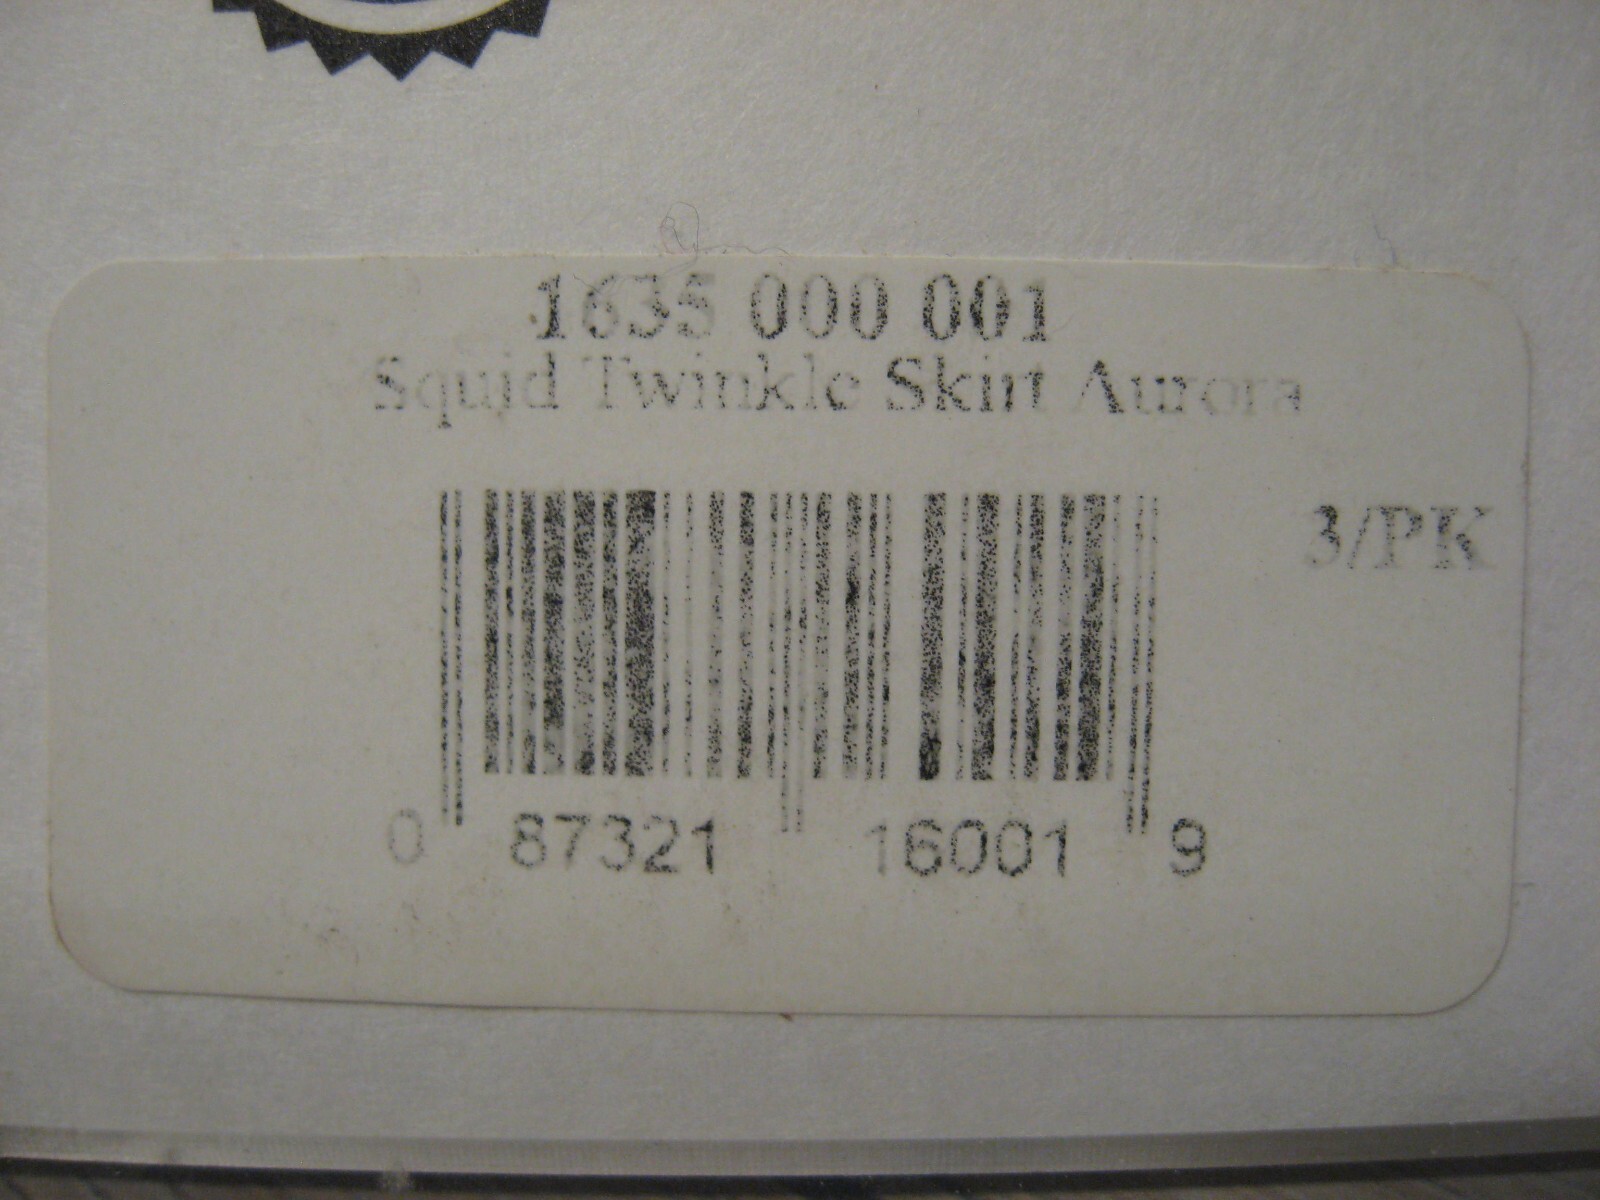 1635 000 001
Squid Twinkle Skirt Aurora
3/PK
0 87321 16001 9